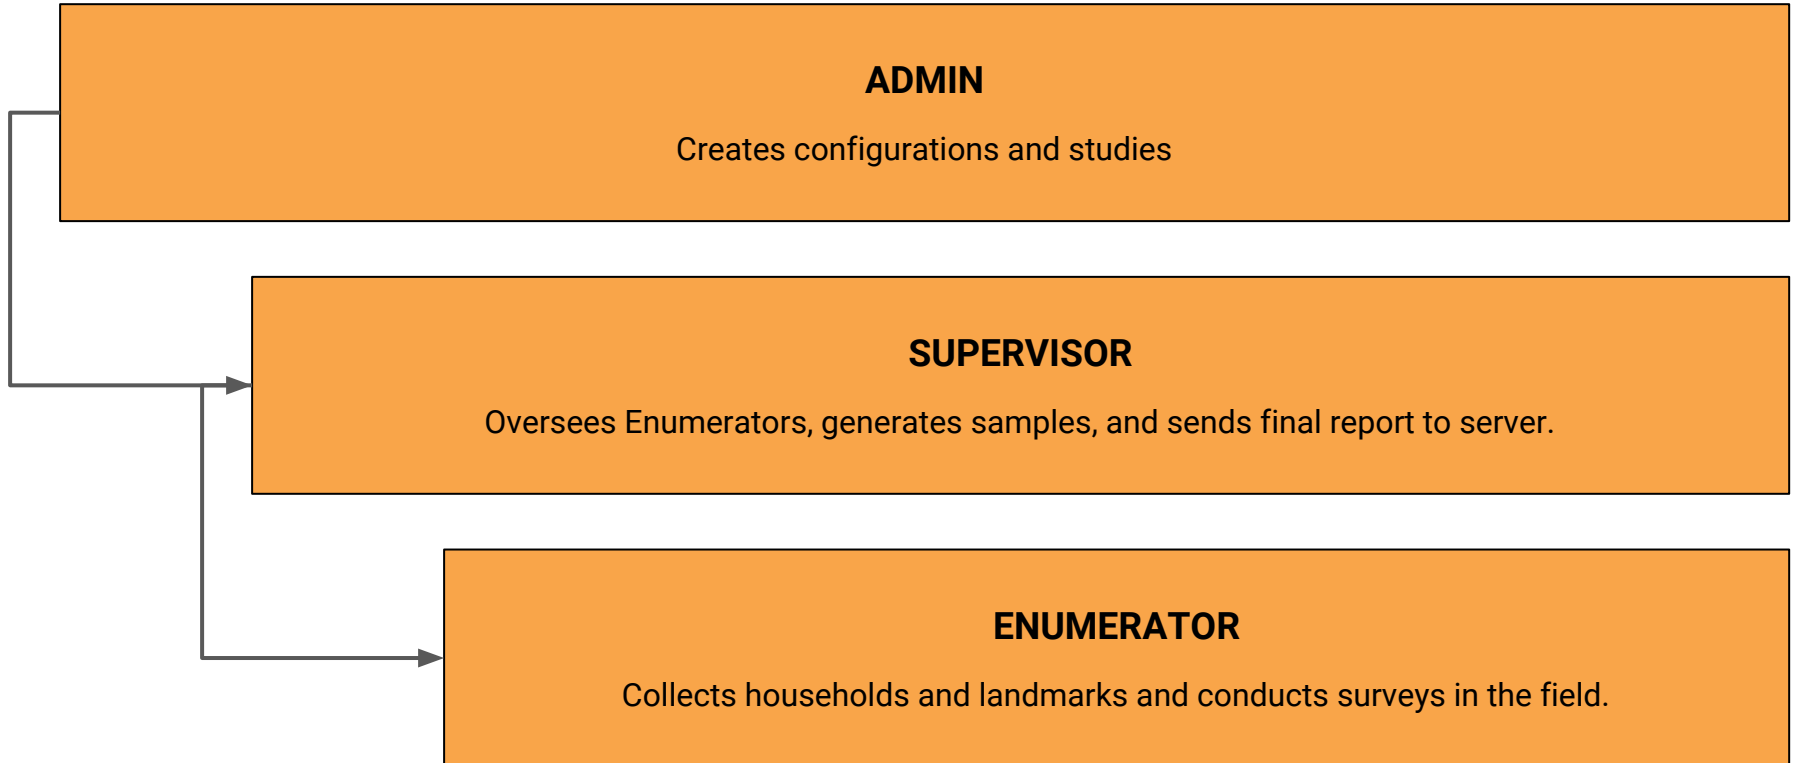 ADMIN
Creates configurations and studies
SUPERVISOR
Oversees Enumerators, generates samples, and sends final report to server.
ENUMERATOR
Collects households and landmarks and conducts surveys in the field.